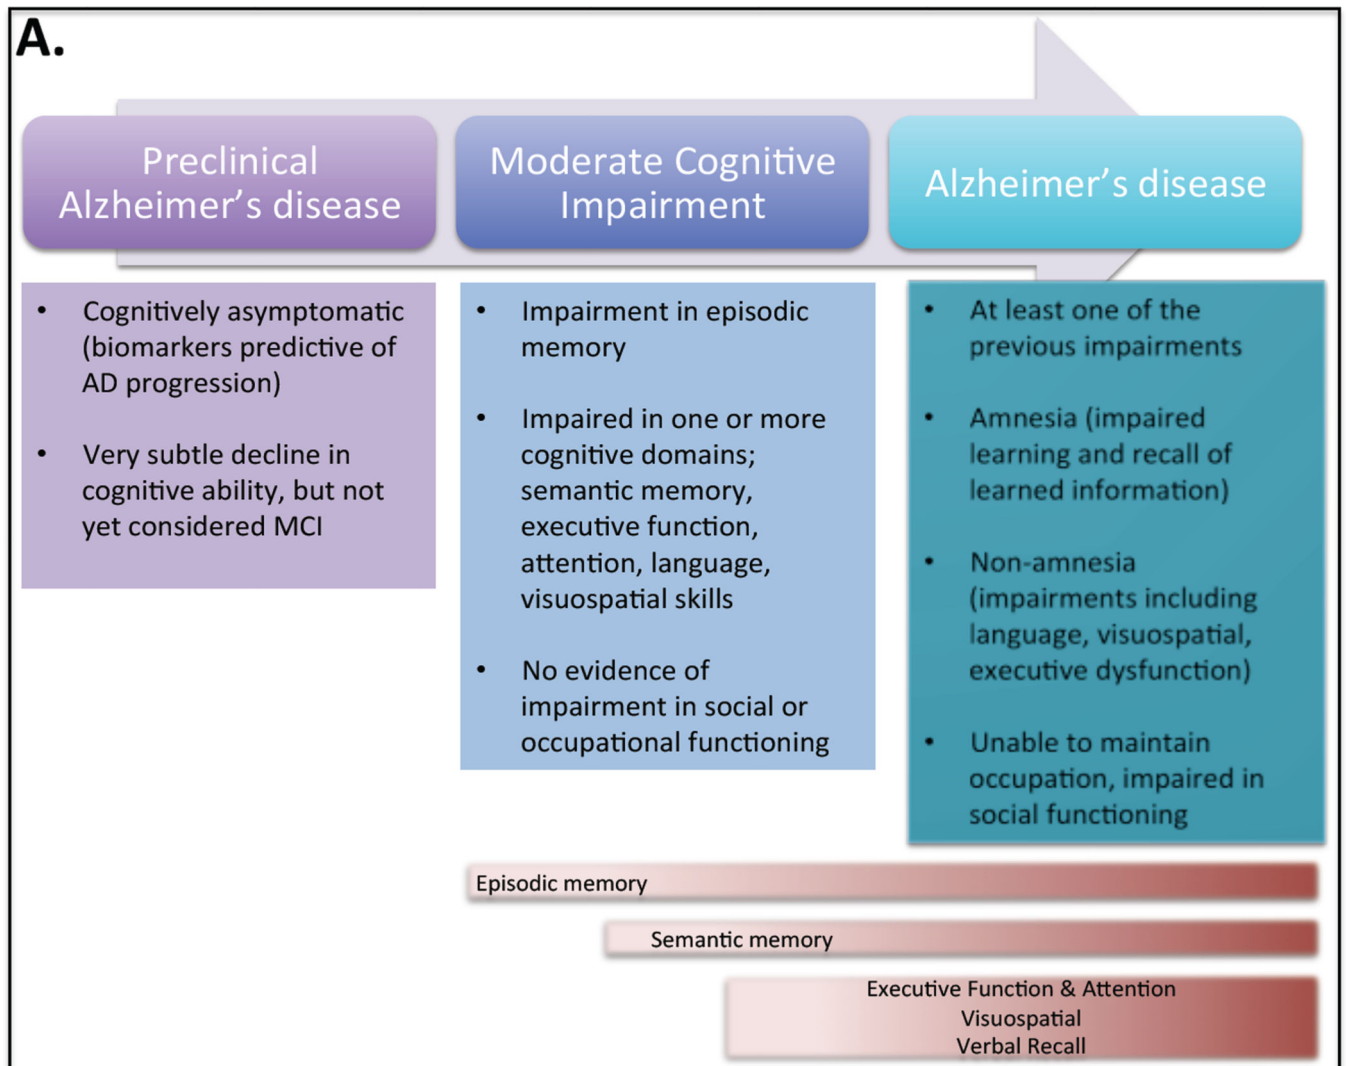 A.
Preclinical
Alzheimer’s disease
Moderate Cognitive
Impairment
Alzheimer’s disease
• Cognitively asymptomatic
(biomarkers predictive of
AD progression)
• Very subtle decline in
cognitive ability, but not
yet considered MCI
• Impairment in episodic
memory
• Impaired in one or more
cognitive domains;
semantic memory,
executive function,
attention, language,
visuospatial skills
• No evidence of
impairment in social or
occupational functioning
• At least one of the
previous impairments
• Amnesia (impaired
learning and recall of
learned information)
• Non-amnesia
(impairments including
language, visuospatial,
executive dysfunction)
• Unable to maintain
occupation, impaired in
social functioning
Episodic memory
Semantic memory
Executive Function & Attention
Visuospatial
Verbal Recall